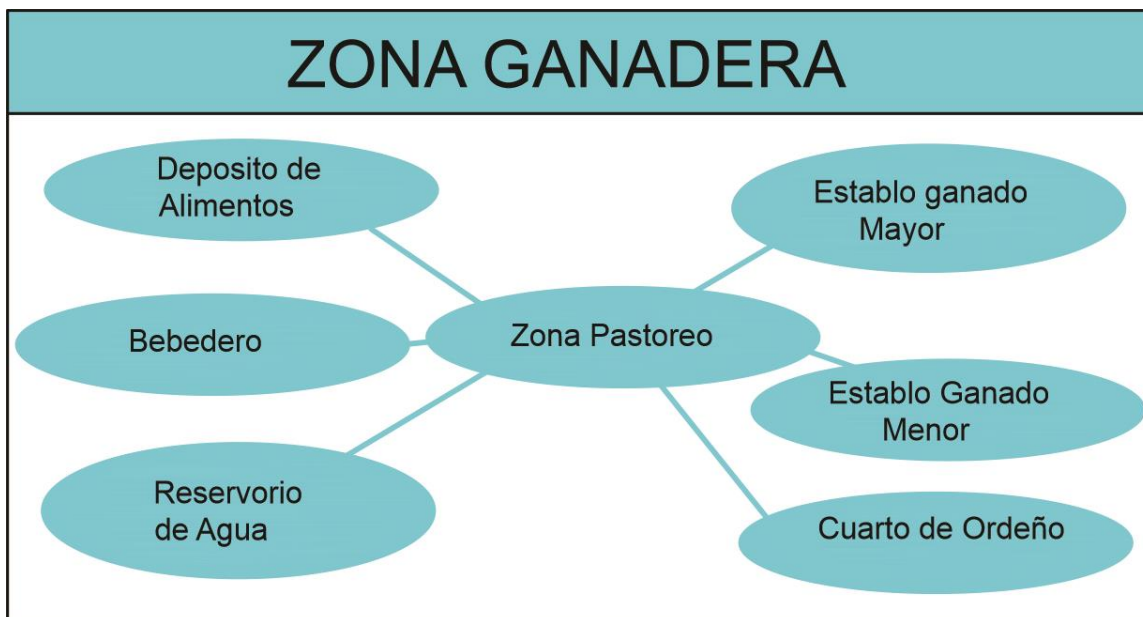 ZONA GANADERA
Deposito de
Alimentos
Establo ganado
Mayor
Bebedero
Zona Pastoreo
Establo Ganado
Menor
Reservorio
de Agua
Cuarto de Ordeño